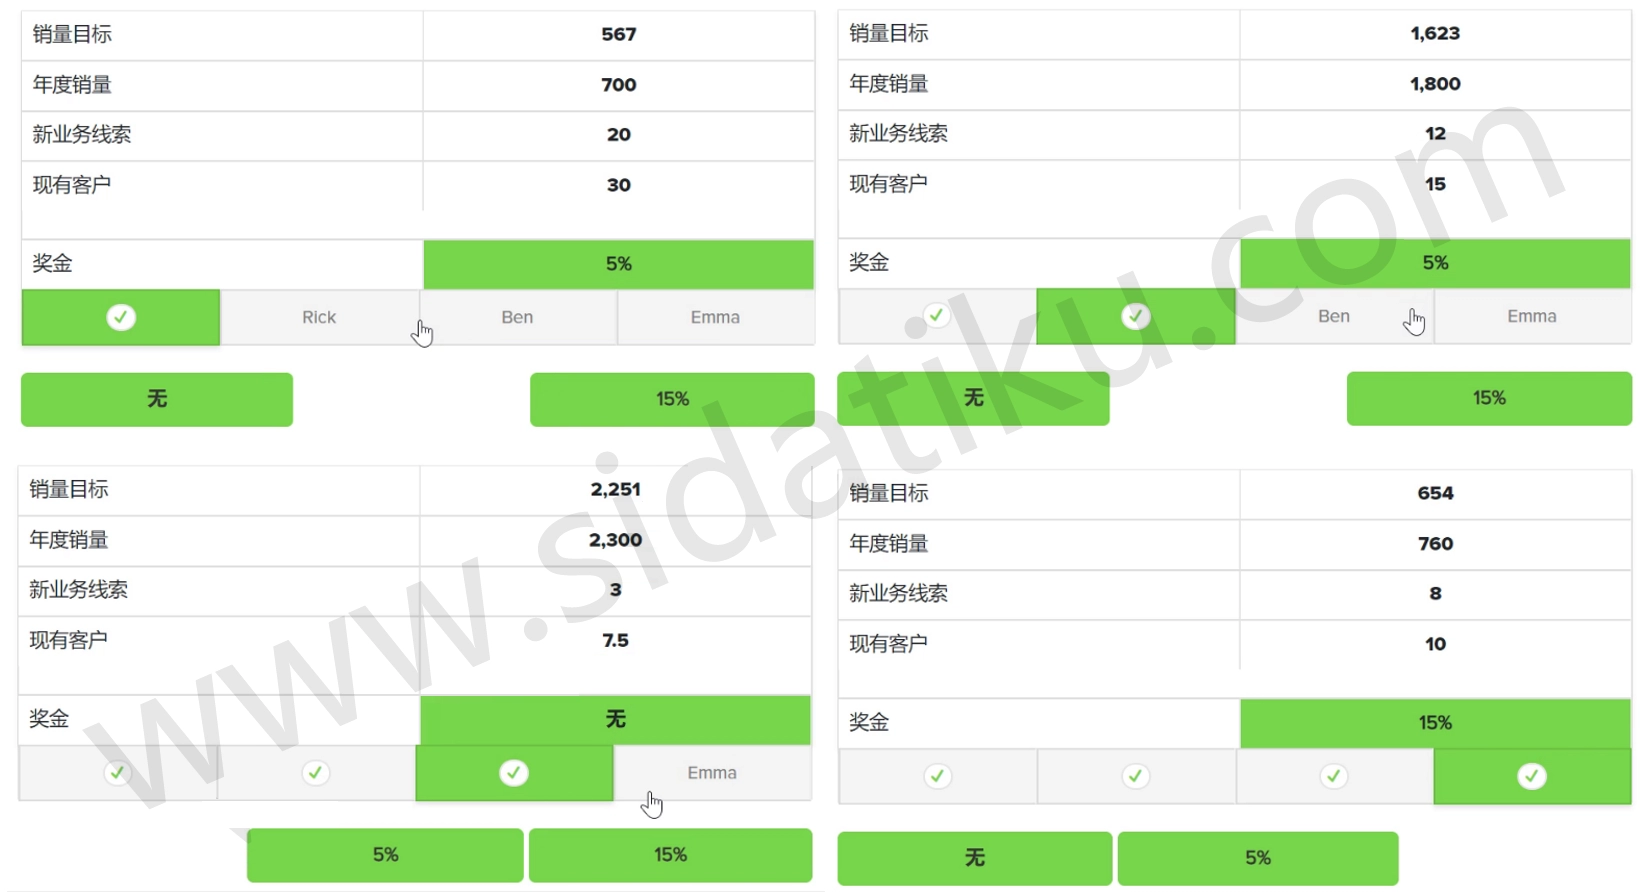 销量目标 567
年度销量 700
新业务线索 20
现有客户 30
奖金 5%
Rick Ben Emma
无 15%
销量目标 1,623
年度销量 1,800
新业务线索 12
现有客户 15
奖金 5%
Ben Emma
无 15%
销量目标 2,251
年度销量 2,300
新业务线索 3
现有客户 7.5
奖金 无
Emma
5% 15%
销量目标 654
年度销量 760
新业务线索 8
现有客户 10
奖金 15%
无 5%
www.sidatiku.com